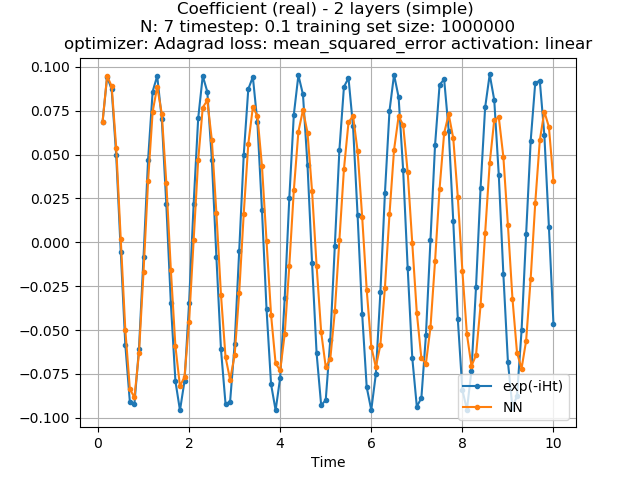 Coefficient (real) - 2 layers (simple)
N: 7 timestep: 0.1 training set size: 1000000
optimizer: Adagrad loss: mean_squared_error activation: linear
0.100
0.075
0.050
0.025
0.000
−0.025
−0.050
−0.075
−0.100
exp(-iHt)
NN
0 2 4 6 8 10
Time